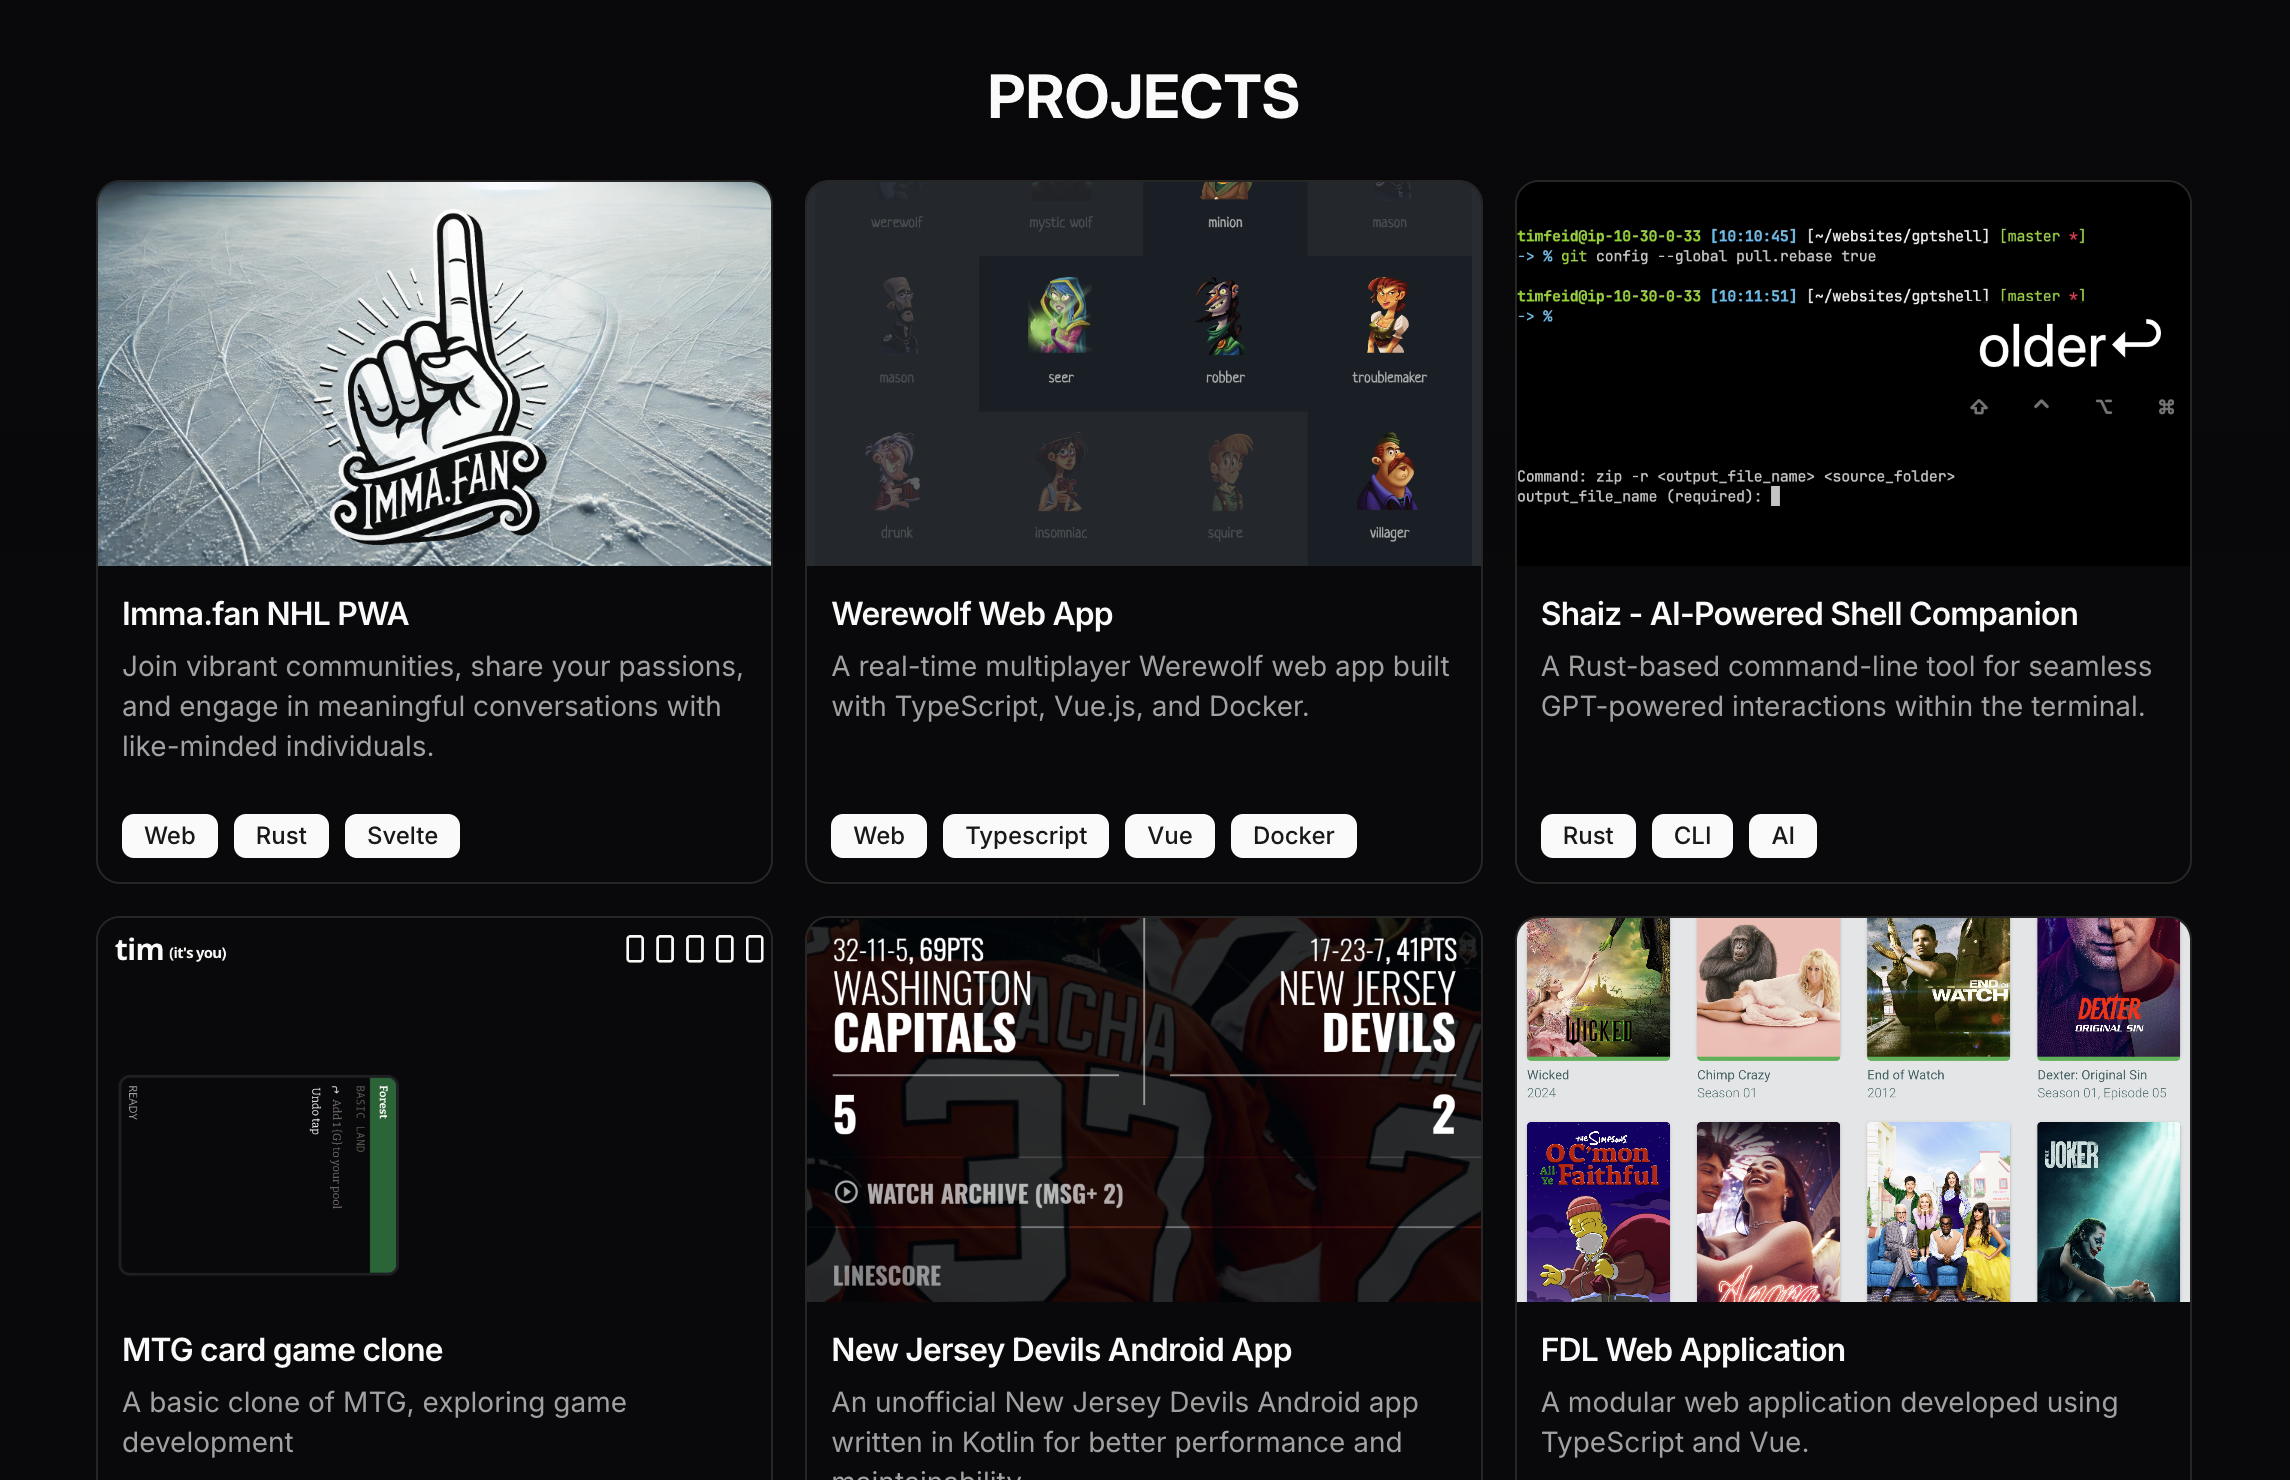 PROJECTS
IMMA.FAN
Imma.fan NHL PWA
Join vibrant communities, share your passions,
and engage in meaningful conversations with
like-minded individuals.
Web Rust Svelte
werewolf mystic wolf minion mason
mason seer robber troublemaker
drunk insomniac squire villager
Werewolf Web App
A real-time multiplayer Werewolf web app built
with TypeScript, Vue.js, and Docker.
Web Typescript Vue Docker
timfeid@ip-10-30-0-33 [10:10:45] [~/websites/gptshell] [master *]
-> % git config --global pull.rebase true
timfeid@ip-10-30-0-33 [10:11:51] [~/websites/gptshell] [master *]
-> %
older↩
⇧ ^ ⌥ ⌘
Command: zip -r <output_file_name> <source_folder>
output_file_name (required):
Shaiz - AI-Powered Shell Companion
A Rust-based command-line tool for seamless
GPT-powered interactions within the terminal.
Rust CLI AI
tim (it's you)
Forest
BASIC LAND
↱ Add 1 {G} to your pool
Undo tap
READY
MTG card game clone
A basic clone of MTG, exploring game
development
32-11-5, 69PTS 17-23-7, 41PTS
WASHINGTON NEW JERSEY
CAPITALS DEVILS
5 2
WATCH ARCHIVE (MSG+ 2)
LINESCORE
ACHA
37
New Jersey Devils Android App
An unofficial New Jersey Devils Android app
written in Kotlin for better performance and
maintainability.
WICKED
END OF WATCH
DEXTER
ORIGINAL SIN
Wicked Chimp Crazy End of Watch Dexter: Original Sin
2024 Season 01 2012 Season 01, Episode 05
THE SIMPSONS
O C'mon
All Ye Faithful
Anora
JOKER
FDL Web Application
A modular web application developed using
TypeScript and Vue.